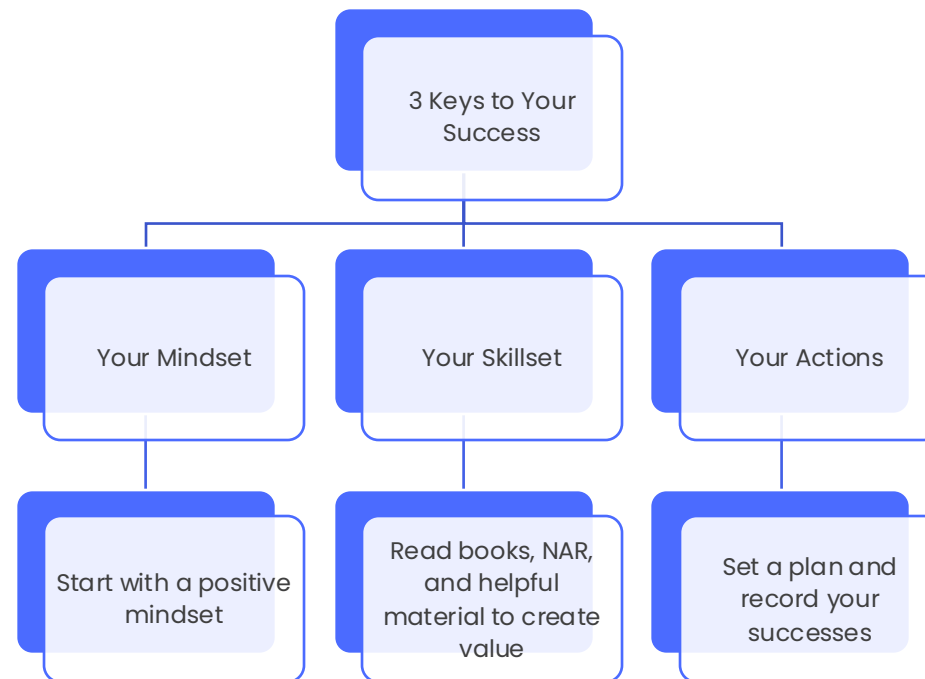 3 Keys to Your
Success
Your Mindset
Your Skillset
Your Actions
Start with a positive
mindset
Read books, NAR,
and helpful
material to create
value
Set a plan and
record your
successes